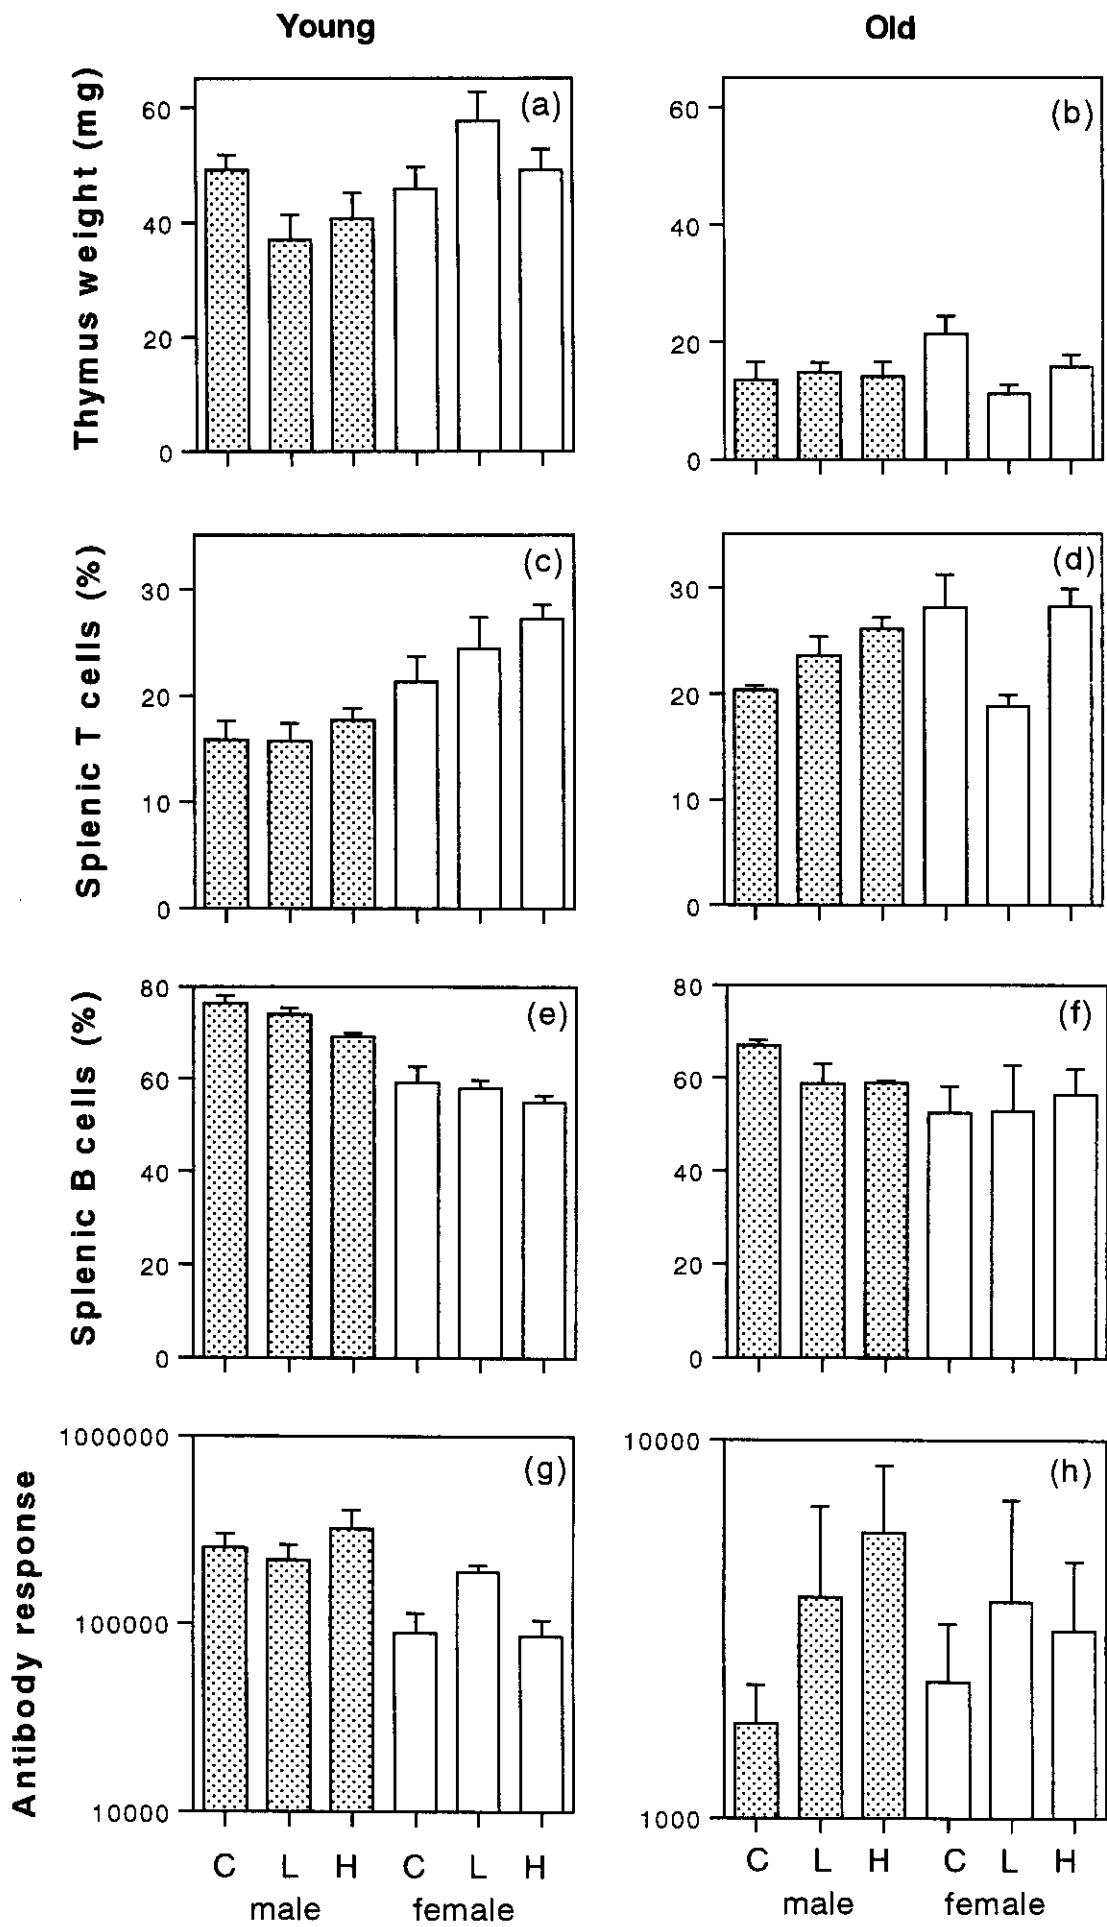 Young Old
Thymus weight (mg)
60
40
20
0
(a)
60
40
20
0
(b)
Splenic T cells (%)
30
20
10
0
(c)
30
20
10
0
(d)
Splenic B cells (%)
80
60
40
20
0
(e)
80
60
40
20
0
(f)
Antibody response
1000000
100000
10000
(g)
10000
1000
(h)
C L H C L H
male female
C L H C L H
male female